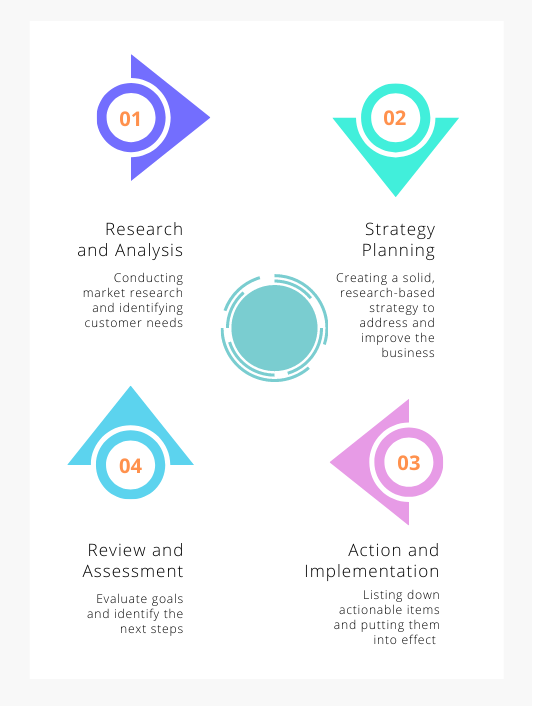 01
Research
and Analysis
Conducting
market research
and identifying
customer needs
02
Strategy
Planning
Creating a solid,
research-based
strategy to
address and
improve the
business
03
Action and
Implementation
Listing down
actionable items
and putting them
into effect
04
Review and
Assessment
Evaluate goals
and identify the
next steps